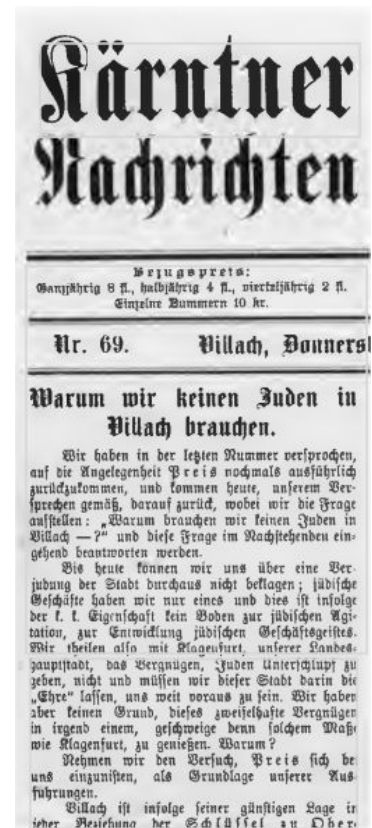 Kärntner
Nachrichten
Bezugspreis:
Ganzjährig 8 fl., halbjährig 4 fl., vierteljährig 2 fl.
Einzelne Nummern 10 kr.
Nr. 69. Villach, Donners
Warum wir keinen Juden in
Villach brauchen.
Wir haben in der letzten Nummer versprochen,
auf die Angelegenheit Preis nochmals ausführlich
zurückzukommen, und kommen heute, unserem Ver-
sprechen gemäß, darauf zurück, wobei wir die Frage
aufstellen: „Warum brauchen wir keinen Juden in
Villach —?“ und diese Frage im Nachstehenden ein-
gehend beantworten werden.
Bis heute können wir uns über eine Ver-
judung der Stadt durchaus nicht beklagen; jüdische
Geschäfte haben wir nur eines und dies ist infolge
der k. k. Eigenschaft kein Boden zur jüdischen Agi-
tation, zur Entwicklung jüdischen Geschäftsgeistes.
Wir theilen also mit Klagenfurt, unserer Landes-
hauptstadt, das Vergnügen, Juden Unterschlupf zu
geben, nicht und müssen wir dieser Stadt darin die
„Ehre“ lassen, uns weit voraus zu sein. Wir haben
aber keinen Grund, dieses zweifelhafte Vergnügen
in irgend einem, geschweige denn solchem Maße
wie Klagenfurt, zu genießen. Warum?
Nehmen wir den Versuch, Preis sich be
uns einzunisten, als Grundlage unserer Aus-
führungen.
Villach ist infolge seiner günstigen Lage in
jeder Beziehung der Schlüssel zu Ober-